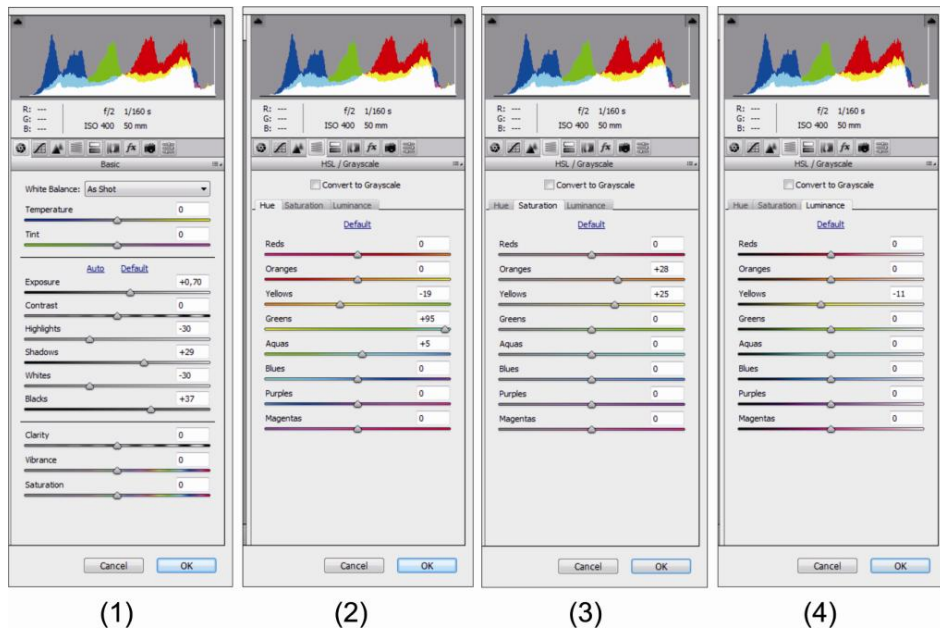 R: ---
G: ---
B: ---
f/2 1/160 s
ISO 400 50 mm
fx
Basic
White Balance: As Shot
Temperature 0
Tint 0
Auto Default
Exposure +0,70
Contrast 0
Highlights -30
Shadows +29
Whites -30
Blacks +37
Clarity 0
Vibrance 0
Saturation 0
Cancel OK
(1)
R: ---
G: ---
B: ---
f/2 1/160 s
ISO 400 50 mm
fx
HSL / Grayscale
Convert to Grayscale
Hue Saturation Luminance
Default
Reds 0
Oranges 0
Yellows -19
Greens +95
Aquas +5
Blues 0
Purples 0
Magentas 0
Cancel OK
(2)
R: ---
G: ---
B: ---
f/2 1/160 s
ISO 400 50 mm
fx
HSL / Grayscale
Convert to Grayscale
Hue Saturation Luminance
Default
Reds 0
Oranges +28
Yellows +25
Greens 0
Aquas 0
Blues 0
Purples 0
Magentas 0
Cancel OK
(3)
R: ---
G: ---
B: ---
f/2 1/160 s
ISO 400 50 mm
fx
HSL / Grayscale
Convert to Grayscale
Hue Saturation Luminance
Default
Reds 0
Oranges 0
Yellows -11
Greens 0
Aquas 0
Blues 0
Purples 0
Magentas 0
Cancel OK
(4)